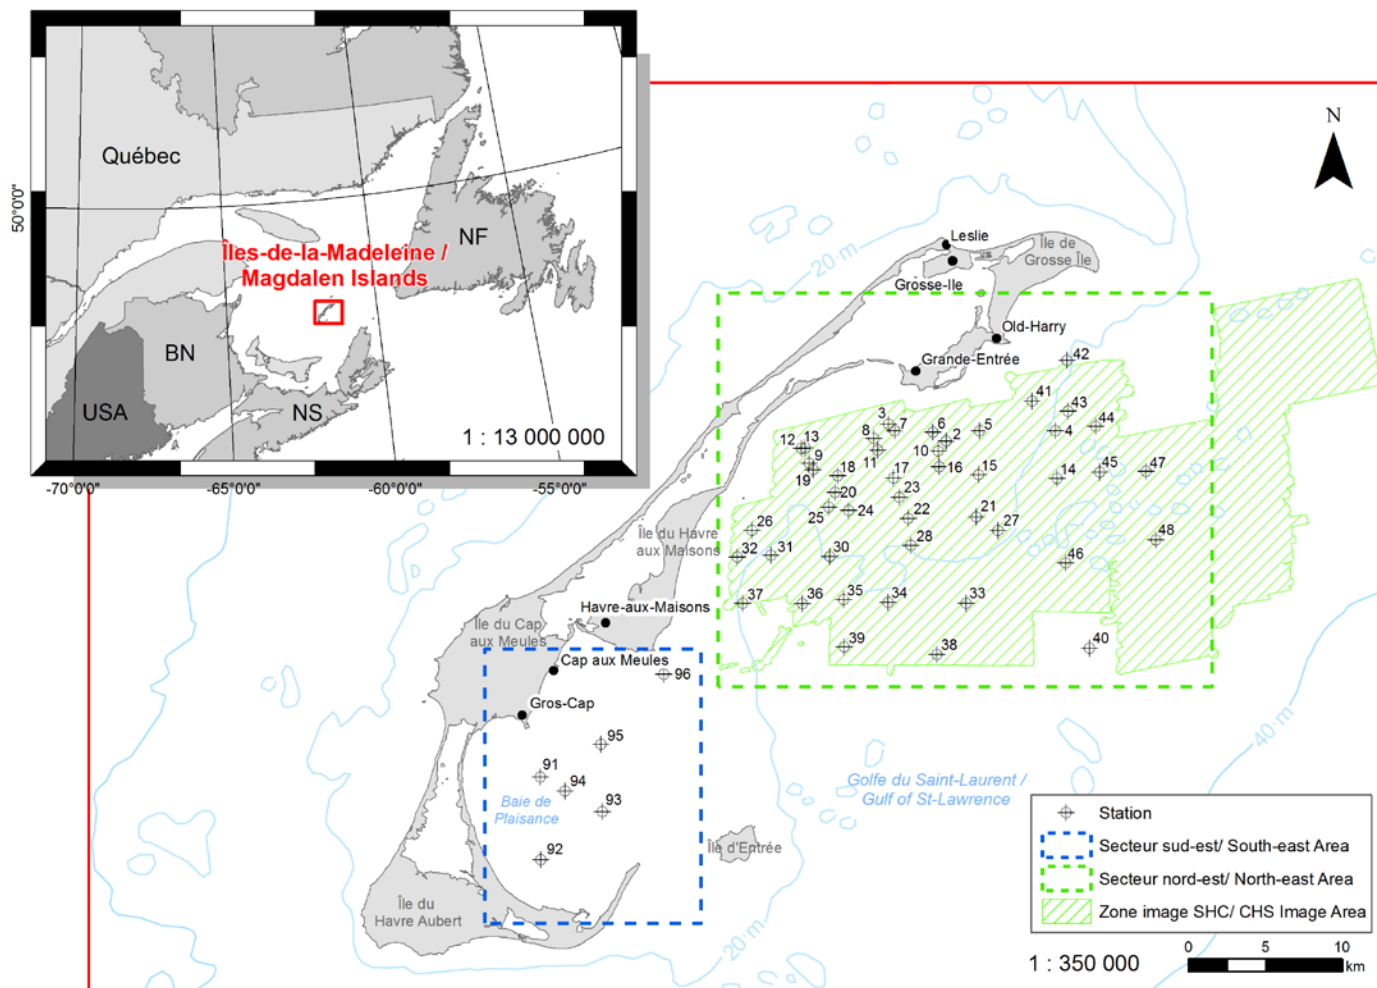 50°0'0"
Québec
NF
Îles-de-la-Madeleine /
Magdalen Islands
BN
USA
NS
1 : 13 000 000
-70°0'0"
-65°0'0"
-60°0'0"
-55°0'0"
N
20 m
Leslie
Île de
Grosse Île
Grosse-Ile
Old-Harry
Grande-Entrée
42
41
43
44
3
7
6
5
4
8
2
12
13
11
10
9
16
15
14
45
47
19
18
17
20
23
25
24
22
21
27
26
28
48
32
31
30
46
Île du Havre
aux Maisons
37
36
35
34
33
Havre-aux-Maisons
Île du Cap
aux Meules
39
38
40
Cap aux Meules
96
Gros-Cap
95
91
94
93
Baie de
Plaisance
92
Île d'Entrée
Golfe du Saint-Laurent /
Gulf of St-Lawrence
40 m
20 m
Île du
Havre Aubert
Station
Secteur sud-est/ South-east Area
Secteur nord-est/ North-east Area
Zone image SHC/ CHS Image Area
0 5 10
km
1 : 350 000